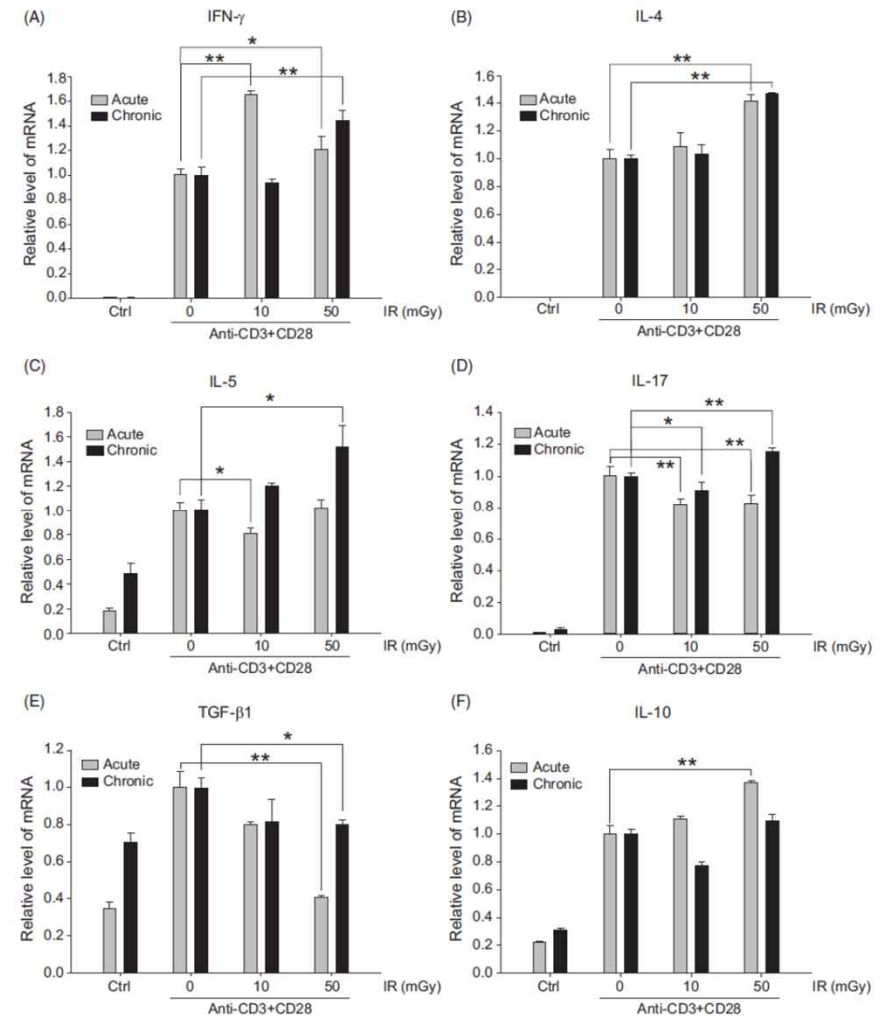 (A)
IFN-γ
*
**
**
Acute
Chronic
Relative level of mRNA
1.8
1.6
1.4
1.2
1.0
0.8
0.6
0.4
0.2
0.0
Ctrl 0 10 50 IR (mGy)
Anti-CD3+CD28
(B)
IL-4
**
**
Acute
Chronic
Relative level of mRNA
1.6
1.4
1.2
1.0
0.8
0.6
0.4
0.2
0.0
Ctrl 0 10 50 IR (mGy)
Anti-CD3+CD28
(C)
IL-5
*
*
Acute
Chronic
Relative level of mRNA
1.8
1.6
1.4
1.2
1.0
0.8
0.6
0.4
0.2
0.0
Ctrl 0 10 50 IR (mGy)
Anti-CD3+CD28
(D)
IL-17
**
*
**
**
Acute
Chronic
Relative level of mRNA
1.4
1.2
1.0
0.8
0.6
0.4
0.2
0.0
Ctrl 0 10 50 IR (mGy)
Anti-CD3+CD28
(E)
TGF-β1
*
**
Acute
Chronic
Relative level of mRNA
1.2
1.0
0.8
0.6
0.4
0.2
0.0
Ctrl 0 10 50 IR (mGy)
Anti-CD3+CD28
(F)
IL-10
**
Acute
Chronic
Relative level of mRNA
1.6
1.4
1.2
1.0
0.8
0.6
0.4
0.2
0.0
Ctrl 0 10 50 IR (mGy)
Anti-CD3+CD28